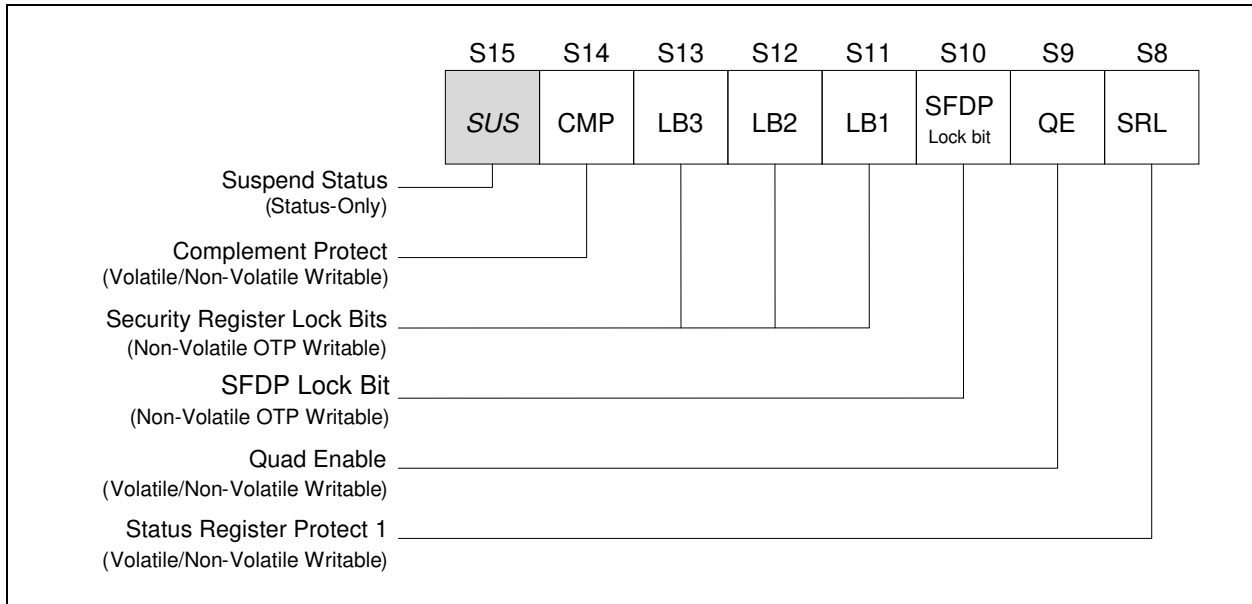 S15 S14 S13 S12 S11 S10 S9 S8
SUS CMP LB3 LB2 LB1 SFDP Lock bit QE SRL
Suspend Status
(Status-Only)
Complement Protect
(Volatile/Non-Volatile Writable)
Security Register Lock Bits
(Non-Volatile OTP Writable)
SFDP Lock Bit
(Non-Volatile OTP Writable)
Quad Enable
(Volatile/Non-Volatile Writable)
Status Register Protect 1
(Volatile/Non-Volatile Writable)